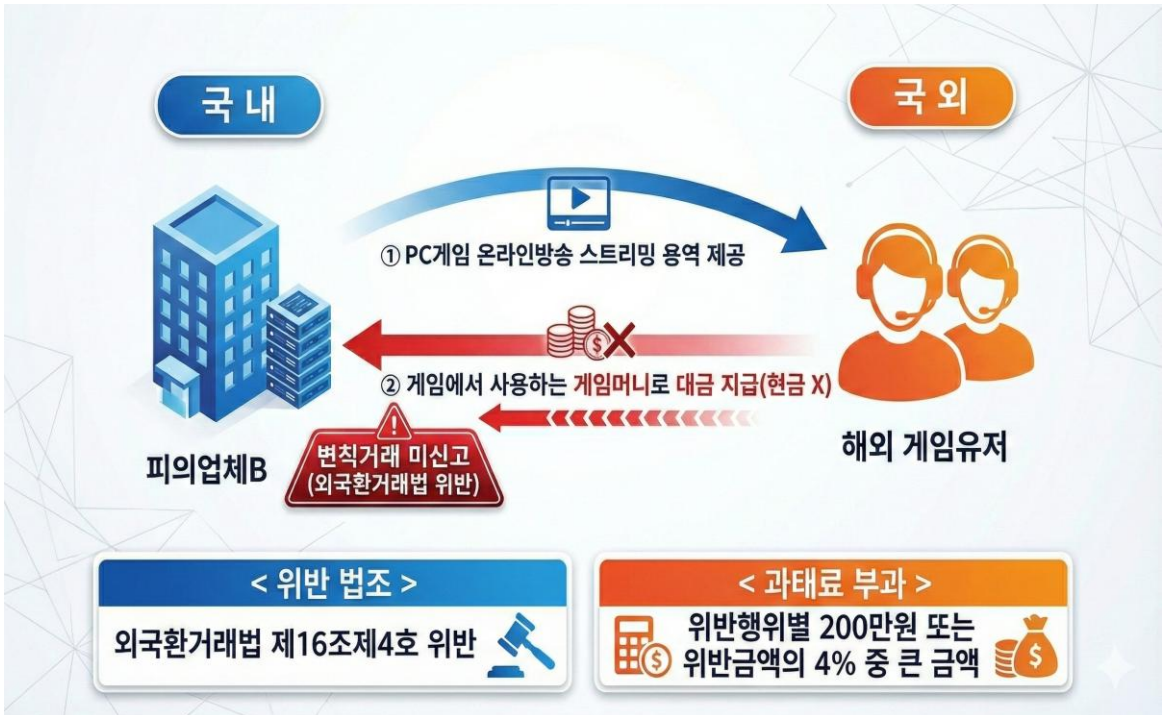 국내
국외
① PC게임 온라인방송 스트리밍 용역 제공
② 게임에서 사용하는 게임머니로 대금 지급(현금 X)
변칙거래 미신고
(외국환거래법 위반)
피의업체B
해외 게임유저
< 위반 법조 >
외국환거래법 제16조제4호 위반
< 과태료 부과 >
위반행위별 200만원 또는
위반금액의 4% 중 큰 금액